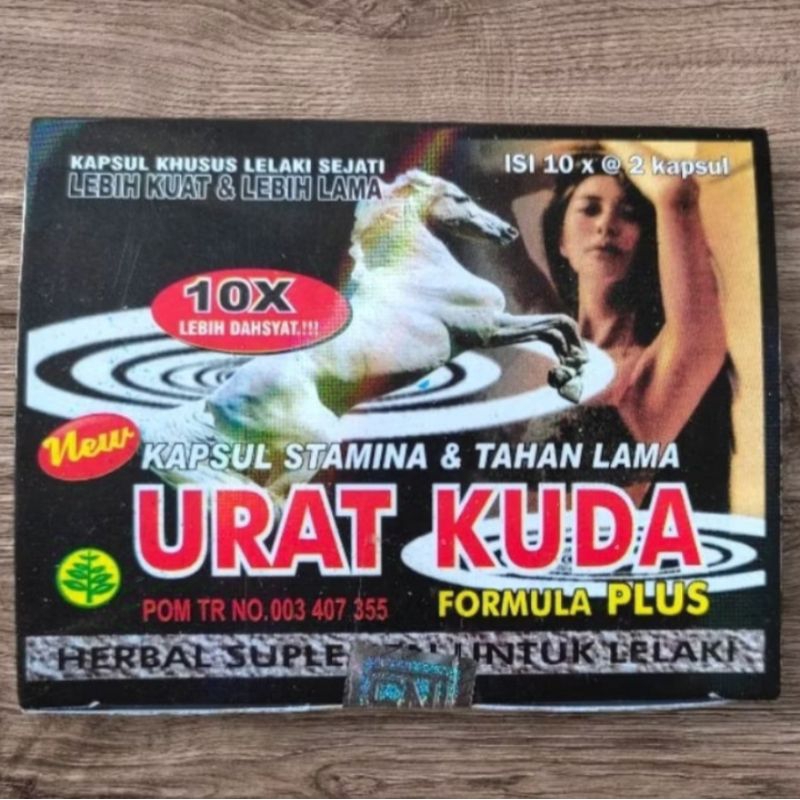 KAPSUL KHUSUS LELAKI SEJATI
LEBIH KUAT & LEBIH LAMA
ISI 10 x @ 2 kapsul
10X
LEBIH DAHSYAT.!!!
New
KAPSUL STAMINA & TAHAN LAMA
URAT KUDA
POM TR NO. 003 407 355
FORMULA PLUS
HERBAL UNTUK LELAKI